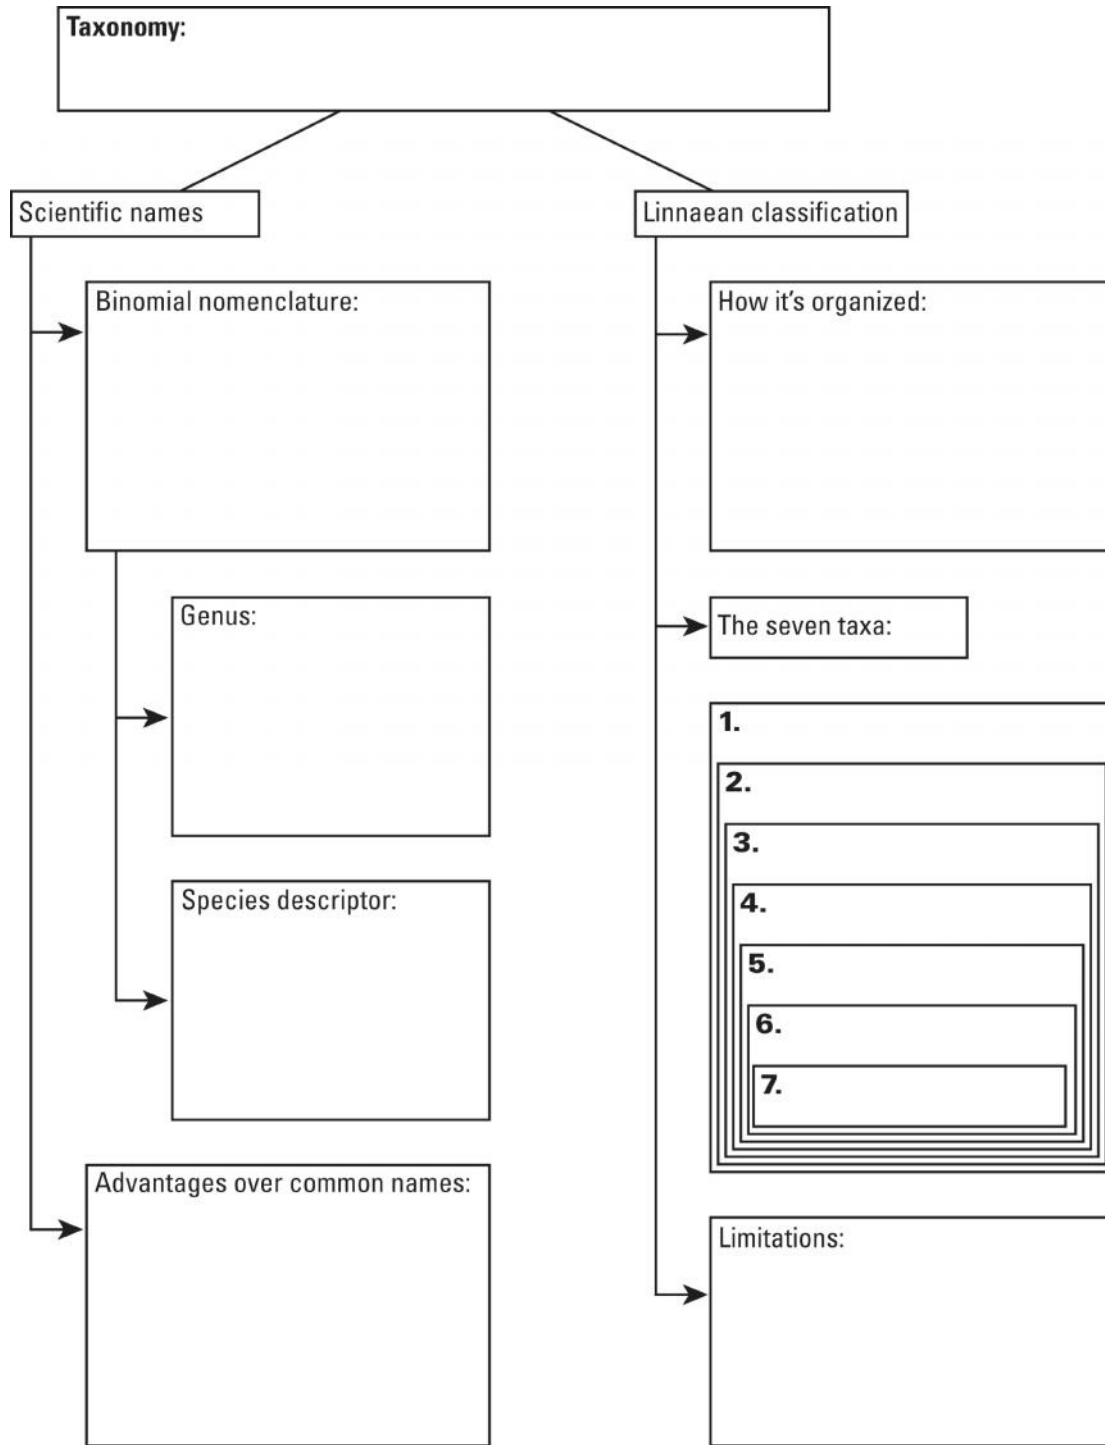 Taxonomy:
Scientific names
Linnaean classification
Binomial nomenclature:
How it's organized:
Genus:
The seven taxa:
1.
2.
3.
4.
5.
6.
7.
Species descriptor:
Advantages over common names:
Limitations: